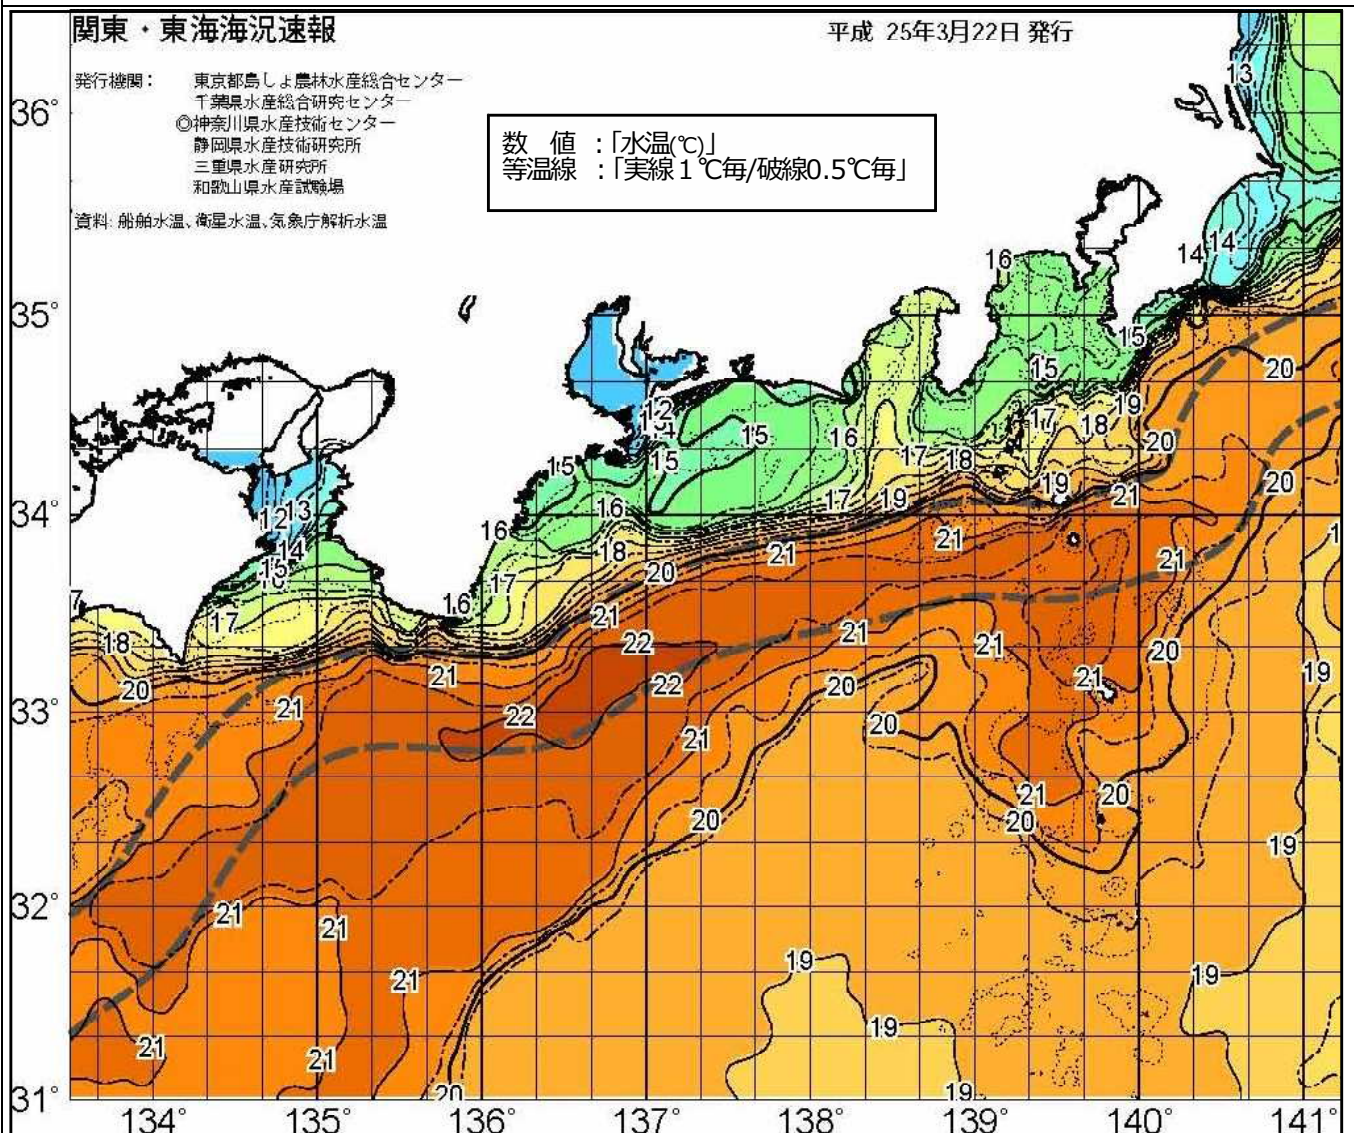 関東・東海海況速報
平成 25年3月22日 発行
発行機関： 東京都島しょ農林水産総合センター
千葉県水産総合研究センター
◎神奈川県水産技術センター
静岡県水産技術研究所
三重県水産研究所
和歌山県水産試験場
資料: 船舶水温、衛星水温、気象庁解析水温
数 値 ：「水温(℃)」
等温線 ：「実線１℃毎/破線0.5℃毎」
13
36°
14 14
16
35°
15
20
15
12
19
17 18
15 16 20
15 15 17 18
19 20
17 19 21
34°
12 13 16
16 21
14 18 21 21
15 20
16 17
17 21
18 22 21 21 20
21 19
20 22 20 21
33°
21 22 20
21
21 20
20 20
19
32°
21
21
19
21 19
19
21 21
31°
20 19
134° 135° 136° 137° 138° 139° 140° 141°